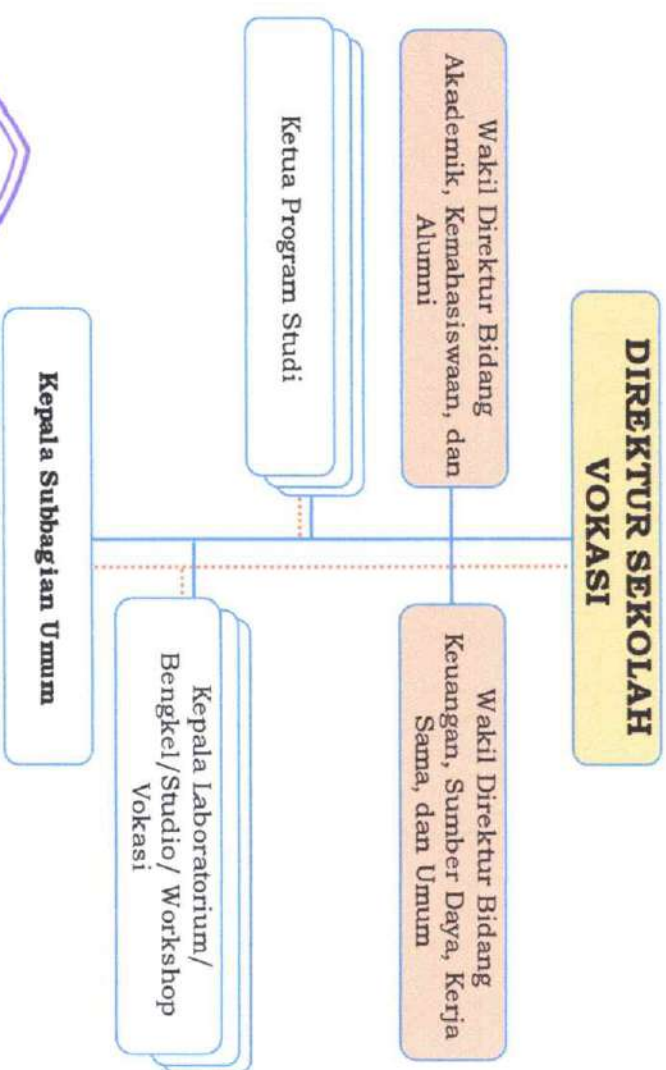 DIREKTUR SEKOLAH
VOKASI
Wakil Direktur Bidang
Akademik, Kemahasiswaan, dan
Alumni
Wakil Direktur Bidang
Keuangan, Sumber Daya, Kerja
Sama, dan Umum
Ketua Program Studi
Kepala Laboratorium/
Bengkel/Studio/ Workshop
Vokasi
Kepala Subbagian Umum